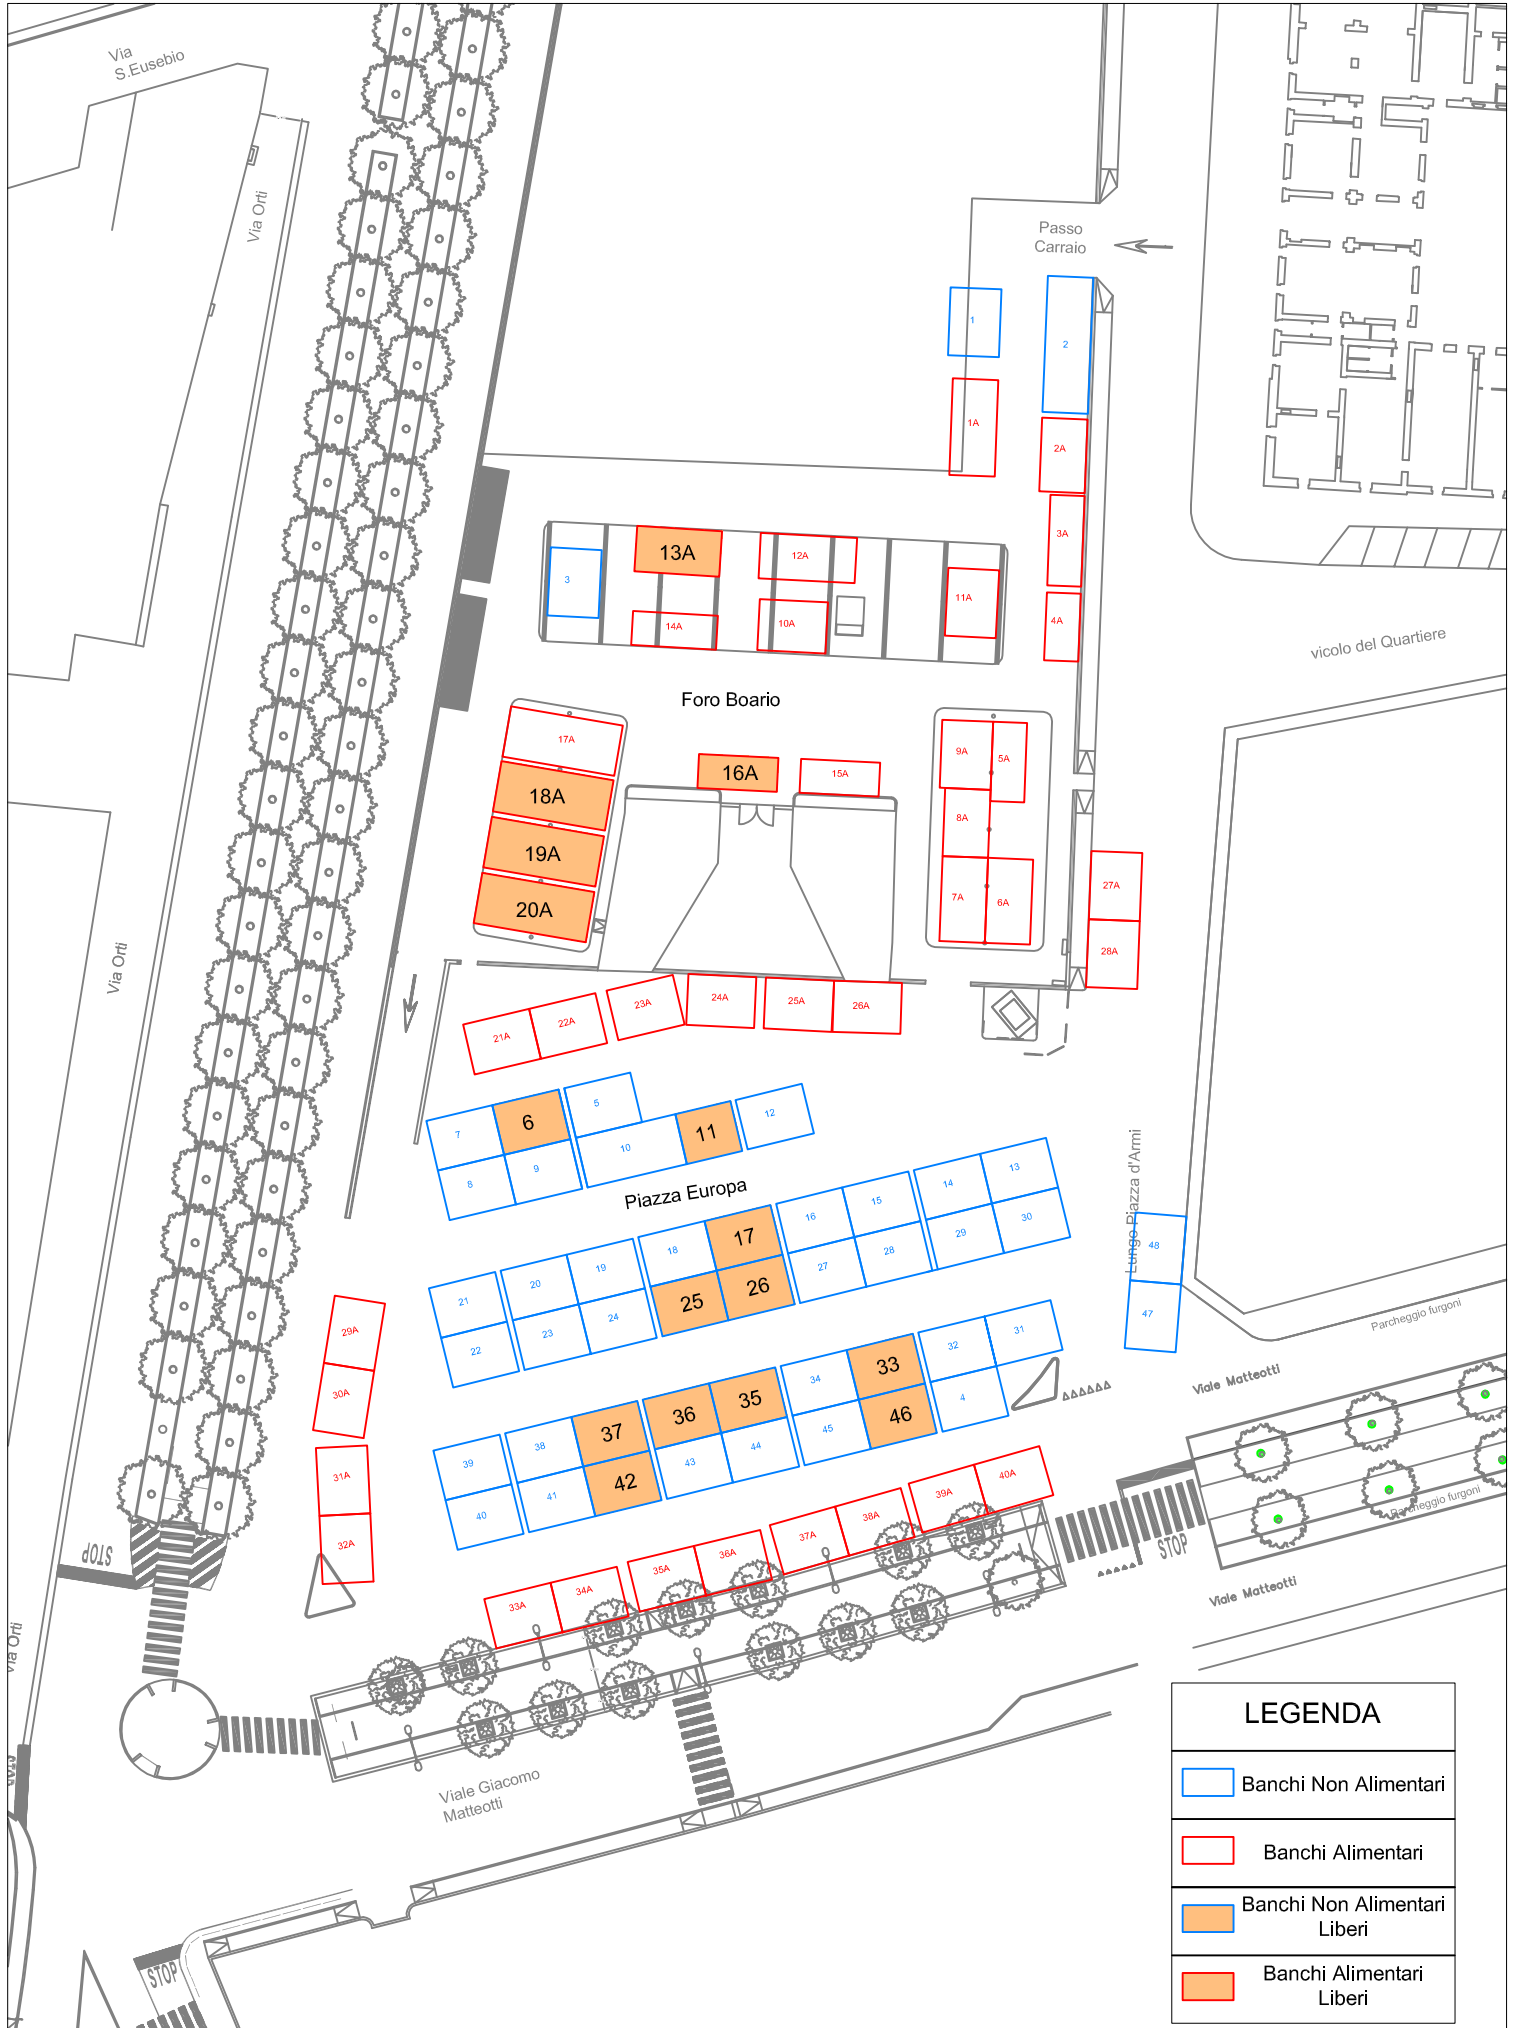 Via
S.Eusebio
Via Orti
Passo
Carraio
1
2
1A
2A
3A
4A
3
13A
12A
14A
10A
11A
vicolo del Quartiere
Foro Boario
17A
18A
19A
20A
16A
15A
9A
5A
8A
7A
6A
27A
28A
Via Orti
21A
22A
23A
24A
25A
26A
7
6
5
8
9
10
11
12
Piazza Europa
Lungo Piazza d'Armi
13
14
15
16
17
18
19
20
21
22
23
24
25
26
27
28
29
30
48
47
29A
30A
31A
32A
31
32
33
34
35
36
37
38
39
40
41
42
43
44
45
46
4
Parcheggio furgoni
Viale Matteotti
Parcheggio furgoni
Viale Matteotti
STOP
STOP
33A
34A
35A
36A
37A
38A
39A
40A
Via Orti
STOP
Viale Giacomo
Matteotti
STOP
LEGENDA
Banchi Non Alimentari
Banchi Alimentari
Banchi Non Alimentari
Liberi
Banchi Alimentari
Liberi